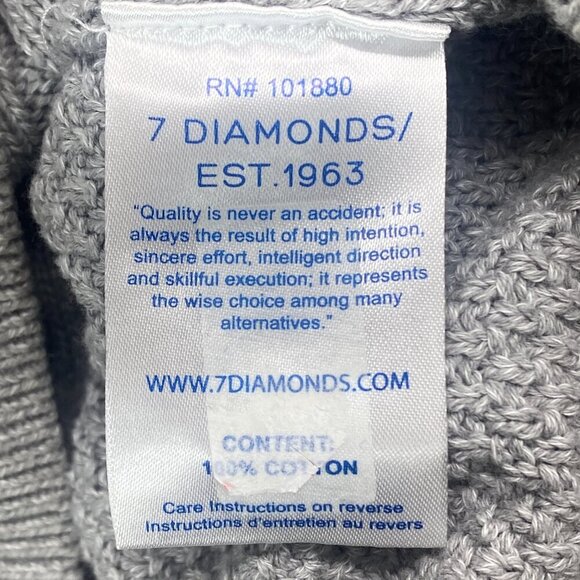 RN# 101880
7 DIAMONDS/
EST.1963
"Quality is never an accident; it is
always the result of high intention,
sincere effort, intelligent direction
and skillful execution; it represents
the wise choice among many
alternatives."
WWW.7DIAMONDS.COM
CONTENT:
100% COTTON
Care Instructions on reverse
Instructions d'entretien au revers